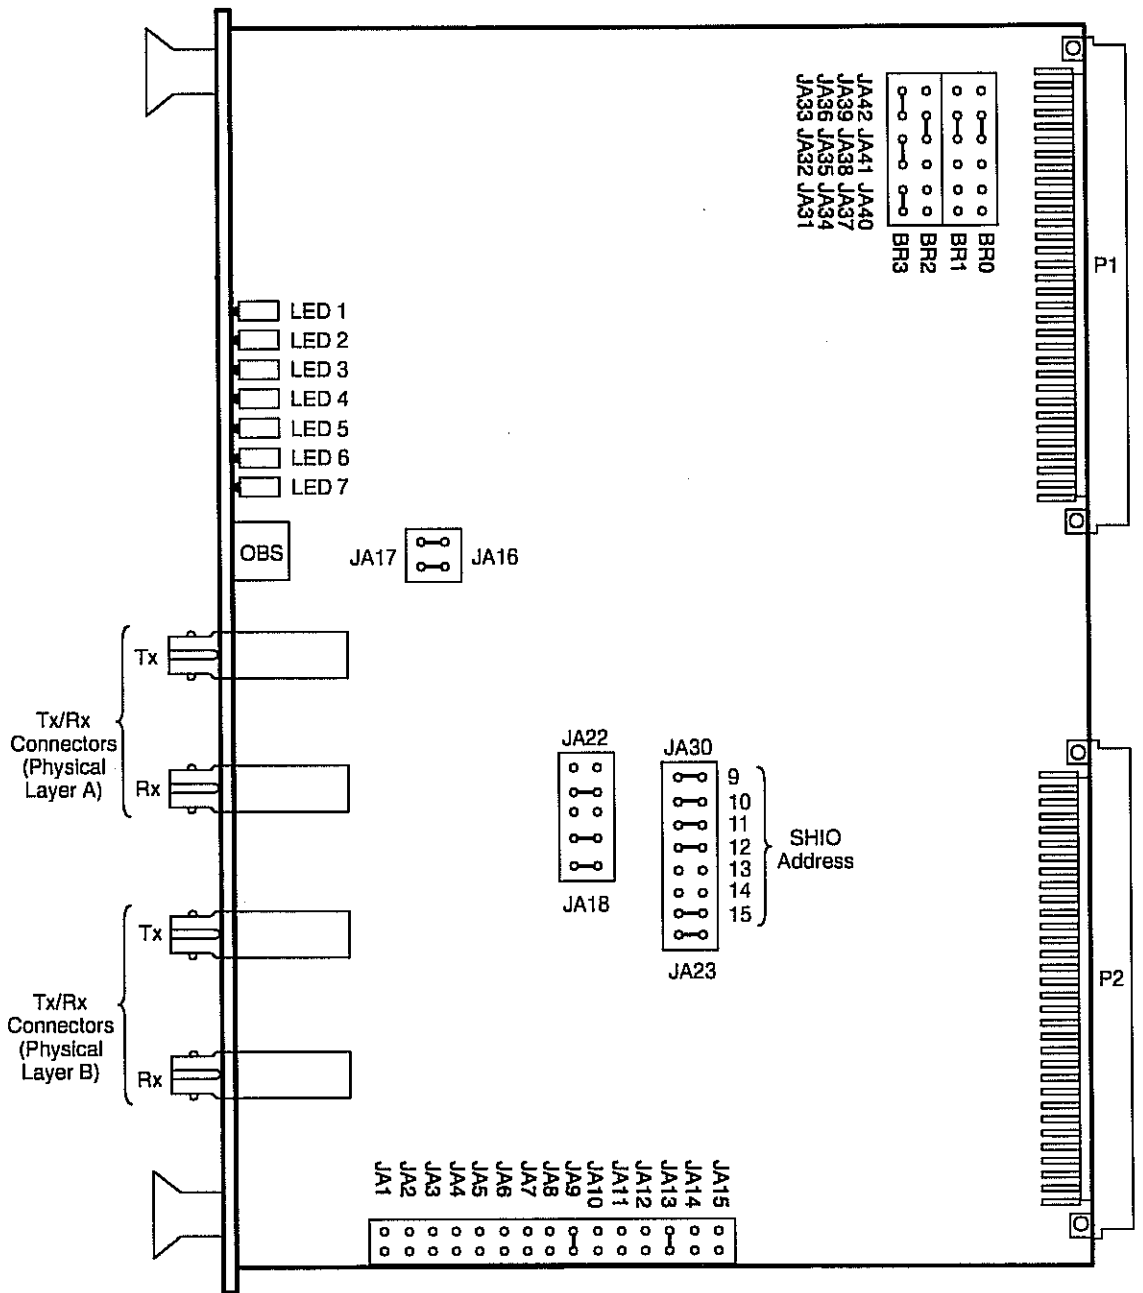 JA42 JA41 JA40
JA39 JA38 JA37
JA36 JA35 JA34
JA33 JA32 JA31
BR3
BR2
BR1
BR0
P1
LED 1
LED 2
LED 3
LED 4
LED 5
LED 6
LED 7
OBS
JA17
JA16
Tx
Tx/Rx
Connectors
(Physical
Layer A)
Rx
JA22
JA18
JA30
9
10
11
12
13
14
15
SHIO
Address
JA23
Tx
Tx/Rx
Connectors
(Physical
Layer B)
Rx
P2
JA1
JA2
JA3
JA4
JA5
JA6
JA7
JA8
JA9
JA10
JA11
JA12
JA13
JA14
JA15